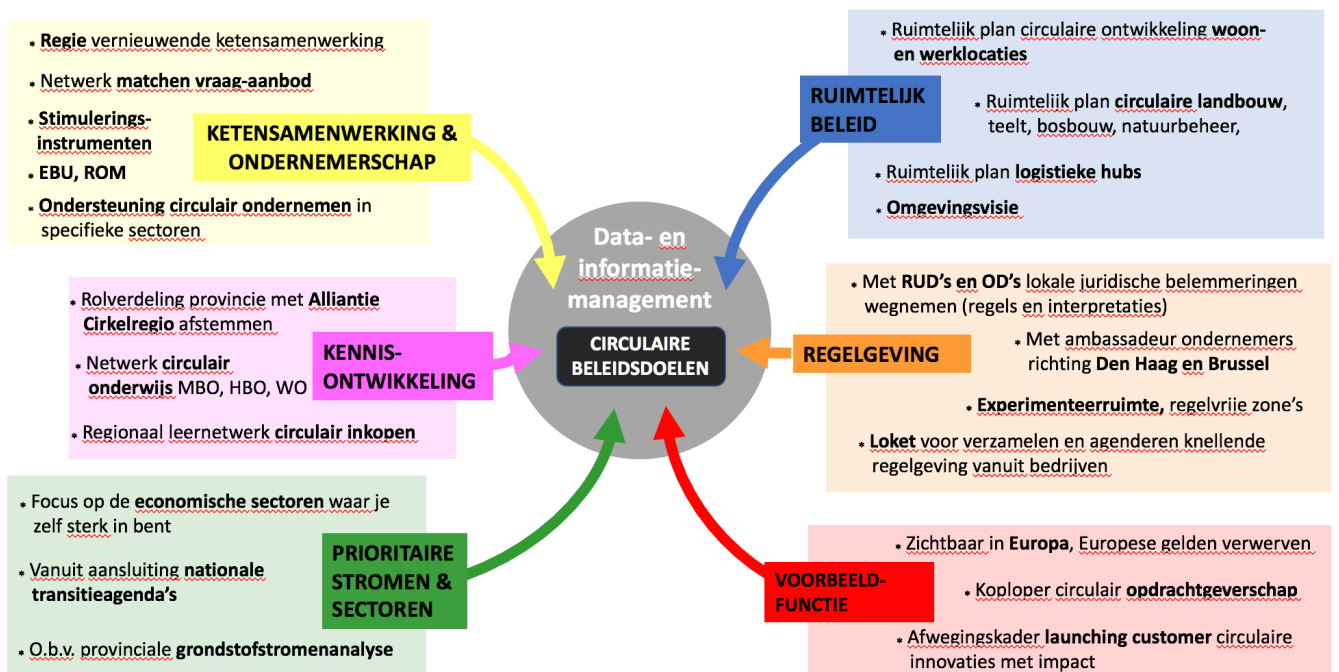 * Regie vernieuwende ketensamenwerking
* Netwerk matchen vraag-aanbod
* Stimulerings-
instrumenten
* EBU, ROM
* Ondersteuning circulair ondernemen in
specifieke sectoren
KETENSAMENWERKING &
ONDERNEMERSCHAP
* Ruimtelijk plan circulaire ontwikkeling woon-
en werklocaties
* Ruimtelijk plan circulaire landbouw,
teelt, bosbouw, natuurbeheer,
* Ruimtelijk plan logistieke hubs
* Omgevingsvisie
RUIMTELIJK
BELEID
Data- en
informatie-
management
CIRCULAIRE
BELEIDSDOELEN
* Rolverdeling provincie met Alliantie
Cirkelregio afstemmen
* Netwerk circulair
onderwijs MBO, HBO, WO
* Regionaal leernetwerk circulair inkopen
KENNIS-
ONTWIKKELING
* Met RUD's en OD's lokale juridische belemmeringen
wegnemen (regels en interpretaties)
* Met ambassadeur ondernemers
richting Den Haag en Brussel
* Experimenteerruimte, regelvrije zone's
* Loket voor verzamelen en agenderen knellende
regelgeving vanuit bedrijven
REGELGEVING
* Focus op de economische sectoren waar je
zelf sterk in bent
* Vanuit aansluiting nationale
transitieagenda's
* O.b.v. provinciale grondstofstromenanalyse
PRIORITAIRE
STROMEN &
SECTOREN
* Zichtbaar in Europa, Europese gelden verwerven
* Koploper circulair opdrachtgeverschap
* Afwegingskader launching customer circulaire
innovaties met impact
VOORBEELD-
FUNCTIE